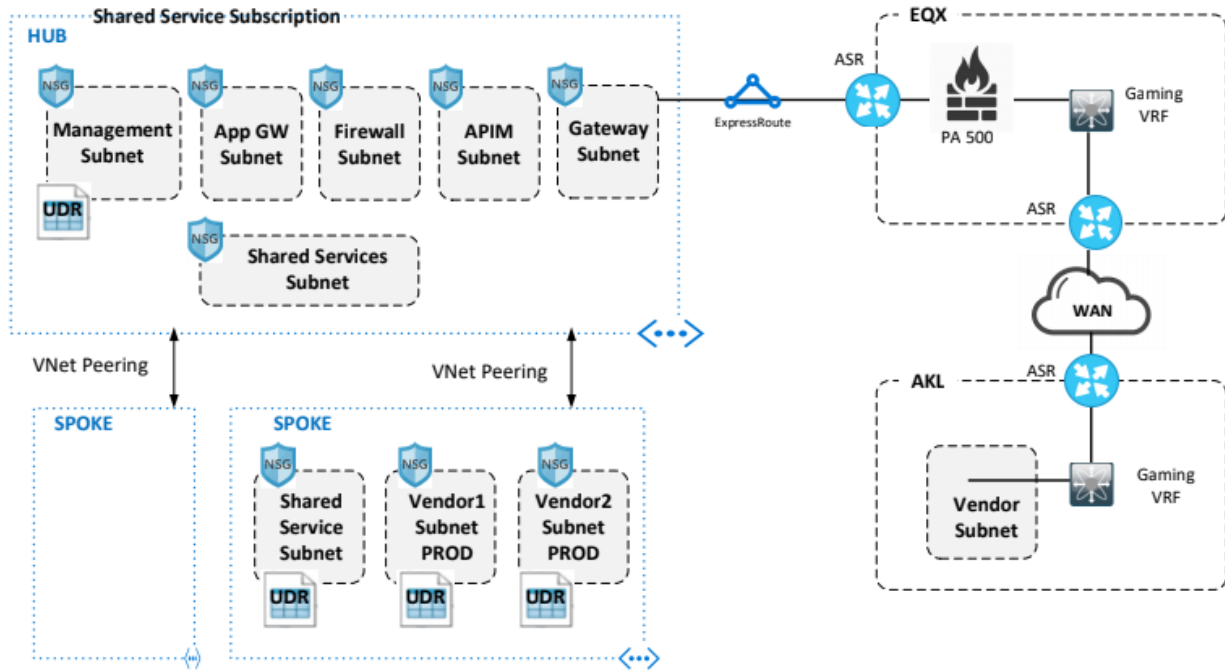 Shared Service Subscription
HUB
NSG
NSG
NSG
NSG
NSG
Management
Subnet
App GW
Subnet
Firewall
Subnet
APIM
Subnet
Gateway
Subnet
UDR
NSG
Shared Services
Subnet
ExpressRoute
EQX
ASR
PA 500
Gaming
VRF
ASR
WAN
VNet Peering
VNet Peering
SPOKE
SPOKE
NSG
NSG
NSG
Shared
Service
Subnet
Vendor1
Subnet
PROD
Vendor2
Subnet
PROD
UDR
UDR
UDR
ASR
AKL
Vendor
Subnet
Gaming
VRF